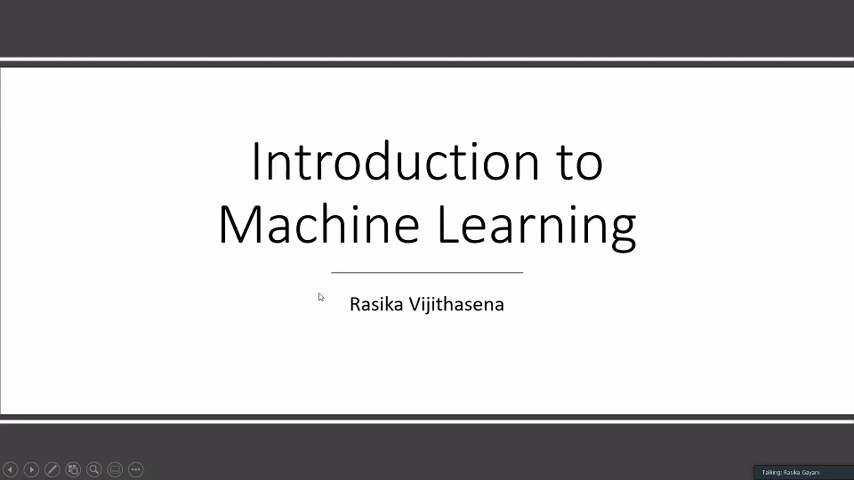 Introduction to
Machine Learning
Rasika Vijithasena
Talking: Rasika Gayani